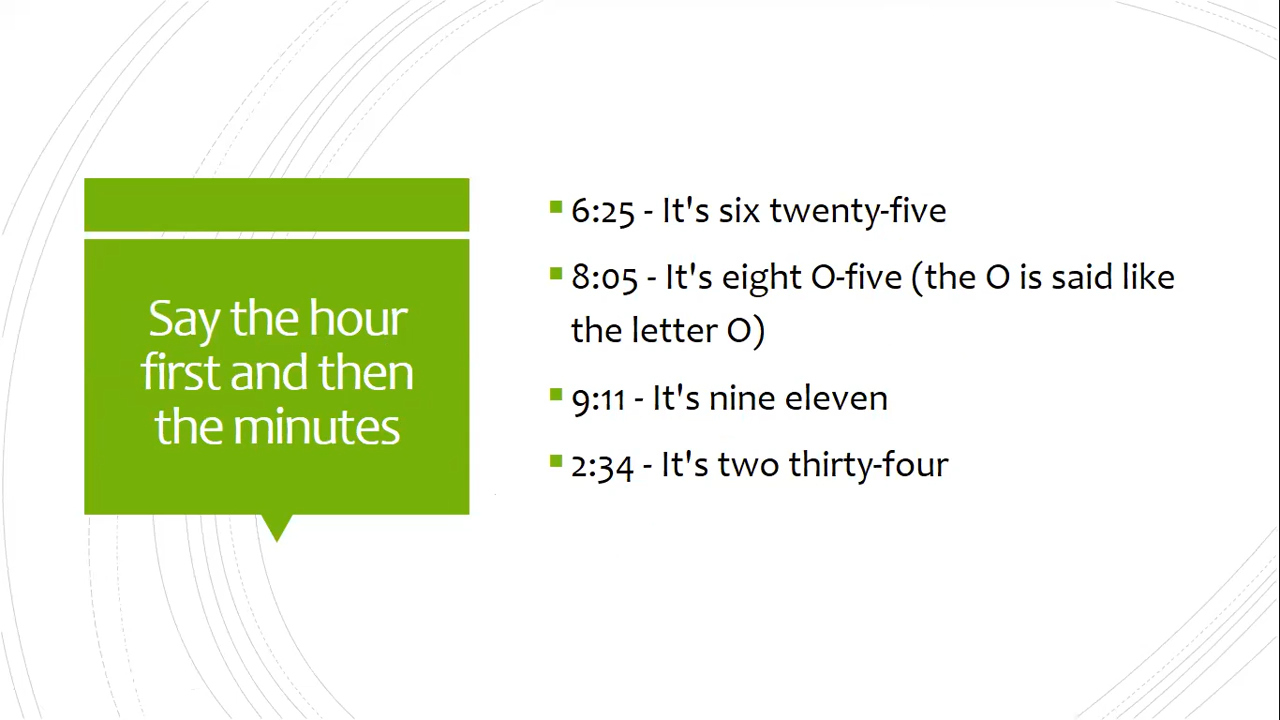 Say the hour
first and then
the minutes
6:25 - It's six twenty-five
8:05 - It's eight O-five (the O is said like
the letter O)
9:11 - It's nine eleven
2:34 - It's two thirty-four